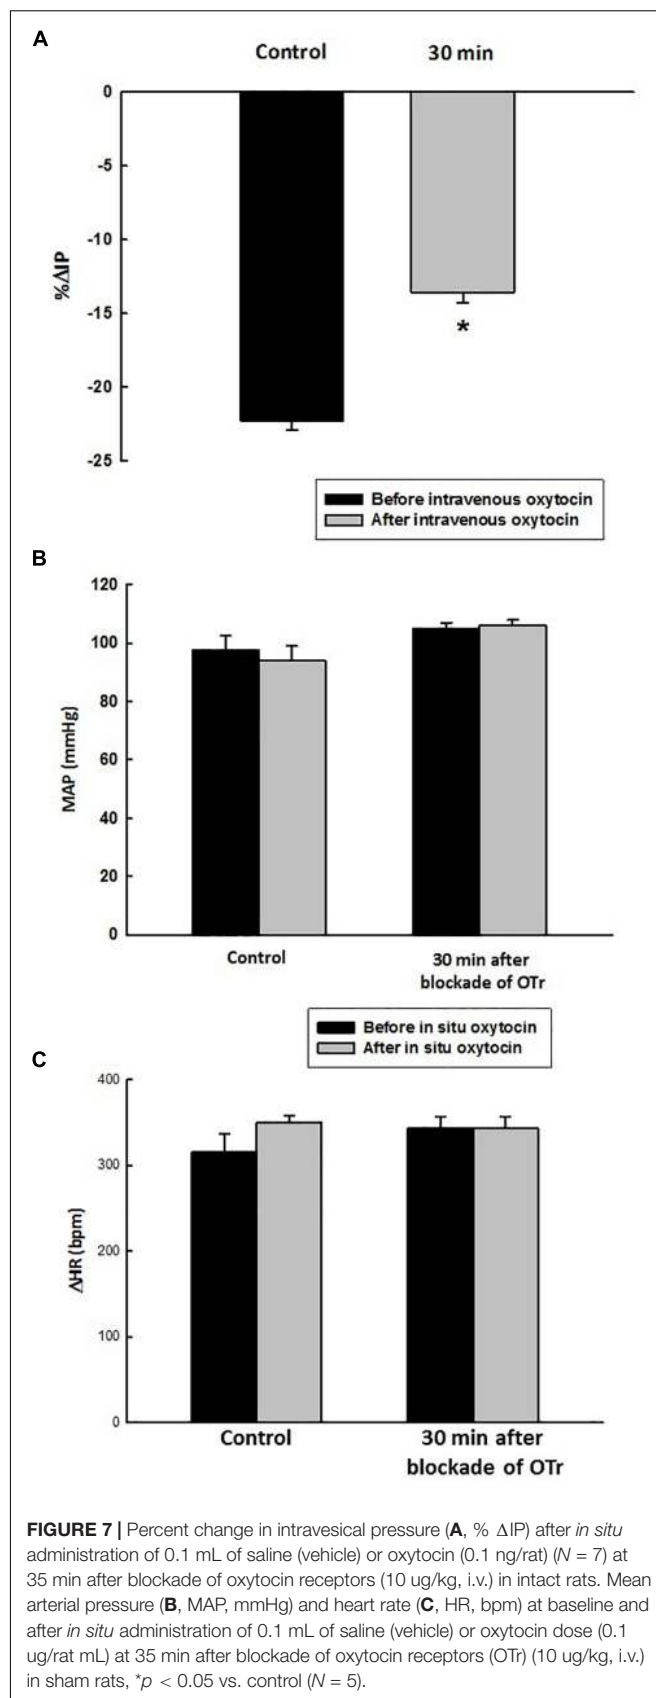 A
Control 30 min
-0
-5
-10
-15
-20
-25
%ΔIP
*
Before intravenous oxytocin
After intravenous oxytocin
B
120
100
80
60
40
20
0
MAP (mmHg)
Control
30 min after
blockade of OTr
Before in situ oxytocin
After in situ oxytocin
C
400
300
200
100
0
ΔHR (bpm)
Control
30 min after
blockade of OTr
FIGURE 7 | Percent change in intravesical pressure (A, % ΔIP) after in situ
administration of 0.1 mL of saline (vehicle) or oxytocin (0.1 ng/rat) (N = 7) at
35 min after blockade of oxytocin receptors (10 ug/kg, i.v.) in intact rats. Mean
arterial pressure (B, MAP, mmHg) and heart rate (C, HR, bpm) at baseline and
after in situ administration of 0.1 mL of saline (vehicle) or oxytocin dose (0.1
ug/rat mL) at 35 min after blockade of oxytocin receptors (OTr) (10 ug/kg, i.v.)
in sham rats, *p < 0.05 vs. control (N = 5).